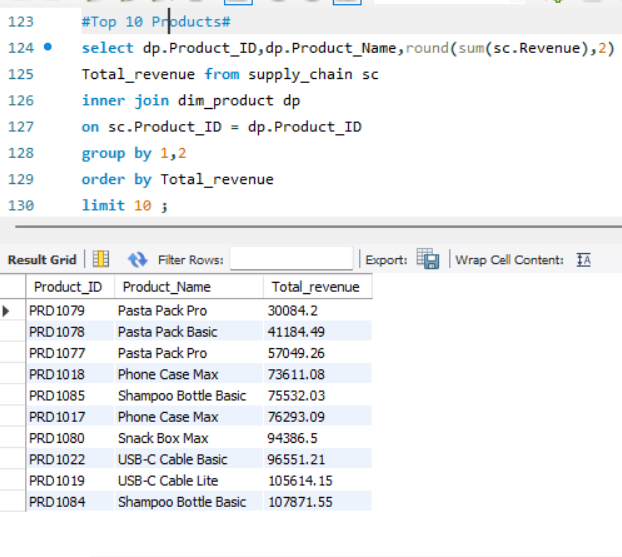 123 #Top 10 Products#
124 select dp.Product_ID,dp.Product_Name,round(sum(sc.Revenue),2)
125 Total_revenue from supply_chain sc
126 inner join dim_product dp
127 on sc.Product_ID = dp.Product_ID
128 group by 1,2
129 order by Total_revenue
130 limit 10 ;
Result Grid Filter Rows: Export: Wrap Cell Content:
Product_ID Product_Name Total_revenue
PRD1079 Pasta Pack Pro 30084.2
PRD1078 Pasta Pack Basic 41184.49
PRD1077 Pasta Pack Pro 57049.26
PRD1018 Phone Case Max 73611.08
PRD1085 Shampoo Bottle Basic 75532.03
PRD1017 Phone Case Max 76293.09
PRD1080 Snack Box Max 94386.5
PRD1022 USB-C Cable Basic 96551.21
PRD1019 USB-C Cable Lite 105614.15
PRD1084 Shampoo Bottle Basic 107871.55